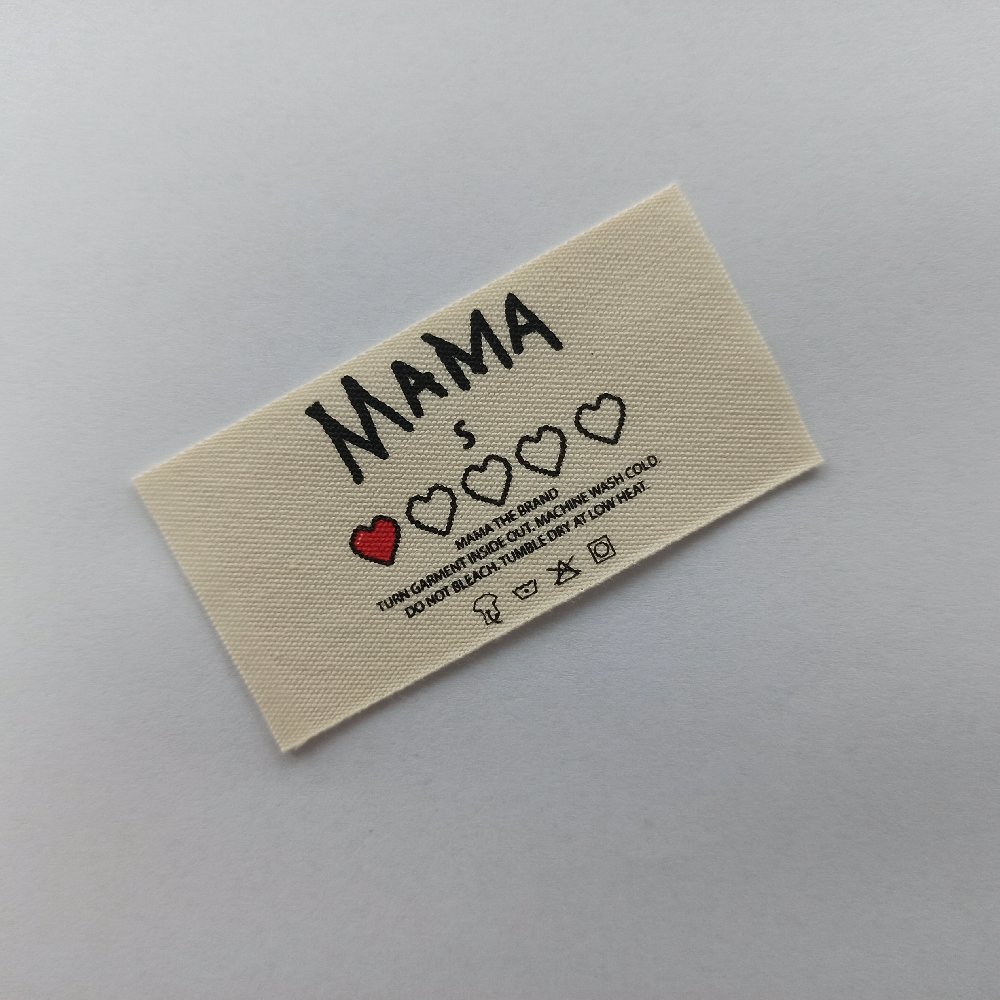 MAMA
S
MAMA THE BRAND
TURN GARMENT INSIDE OUT. MACHINE WASH COLD.
DO NOT BLEACH. TUMBLE DRY AT LOW HEAT.